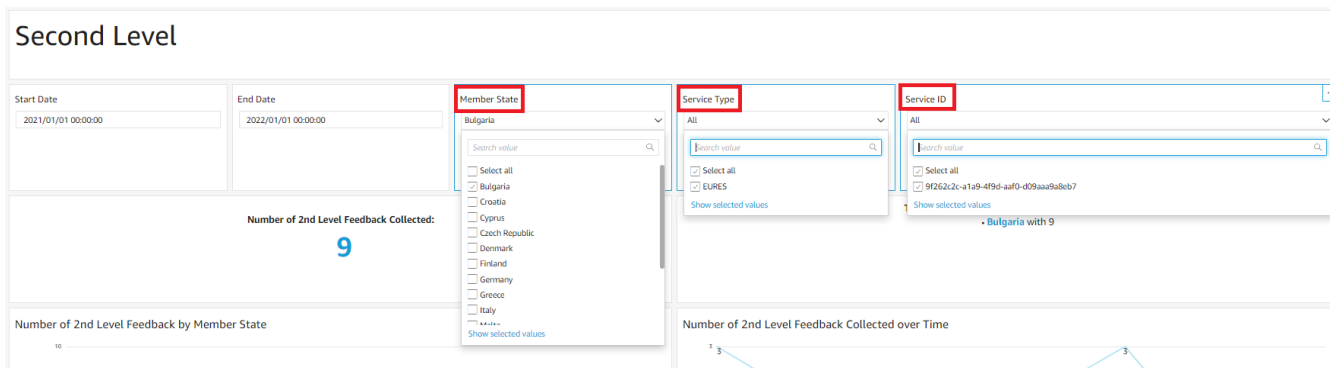 Second Level
Start Date
2021/01/01 00:00:00
End Date
2022/01/01 00:00:00
Member State
Bulgaria
Search value
Select all
Bulgaria
Croatia
Cyprus
Czech Republic
Denmark
Finland
Germany
Greece
Italy
Malta
Show selected values
Service Type
All
Search value
Select all
EURES
Show selected values
Service ID
All
Search value
Select all
9f262c2c-a1a9-4f9d-aaf0-d09aaa9a8eb7
Show selected values
Number of 2nd Level Feedback Collected:
9
• Bulgaria with 9
Number of 2nd Level Feedback by Member State
10
Number of 2nd Level Feedback Collected over Time
3
3
3